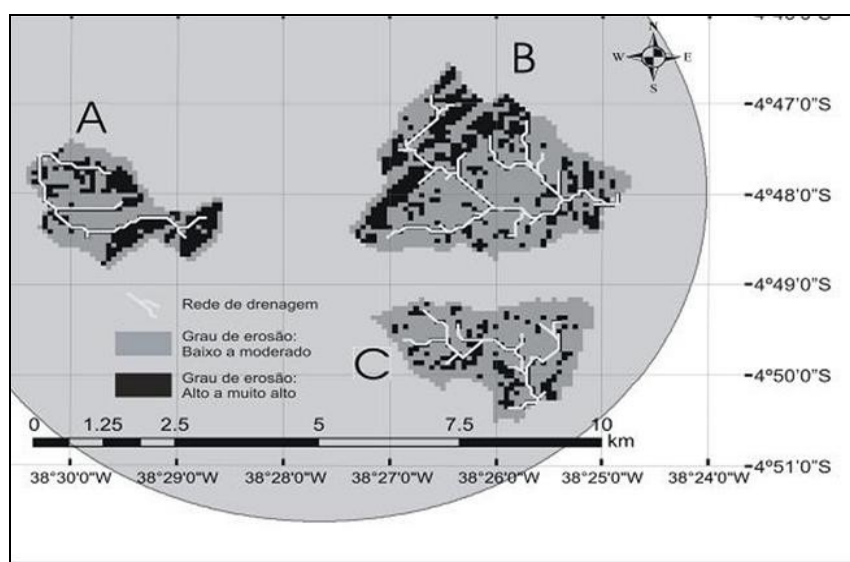 4°46'0"S
N
W E
S
B
A
4°47'0"S
4°48'0"S
4°49'0"S
Rede de drenagem
Grau de erosão:
Baixo a moderado
C
4°50'0"S
Grau de erosão:
Alto a muito alto
0 1.25 2.5 5 7.5 10
km
4°51'0"S
38°30'0"W 38°29'0"W 38°28'0"W 38°27'0"W 38°26'0"W 38°25'0"W 38°24'0"W